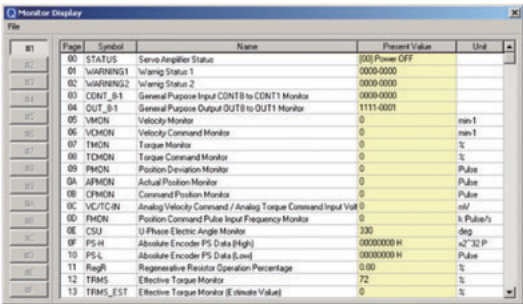 Monitor Display
File
Page Symbol Name Present Value Unit
#1
00 STATUS Servo Amplifier Status [00] Power OFF
01 WARNING1 Warnig Status 1 0000-0000
02 WARNING2 Warnig Status 2 0000-0000
03 CONT_8-1 General Purpose Input CONT8 to CONT1 Monitor 0000-0000
04 OUT_8-1 General Purpose Output OUT8 to OUT1 Monitor 1111-0001
05 VMON Velocity Monitor 0 min-1
06 VCMON Velocity Command Monitor 0 min-1
07 TMON Torque Monitor 0 %
08 TCMON Torque Command Monitor 0 %
09 PMON Position Deviation Monitor 0 Pulse
0A APMON Actual Position Monitor 0 Pulse
0B CPMON Command Position Monitor 0 Pulse
0C VC/TC-IN Analog Velocity Command / Analog Torque Command Input Volt 0 mV
0D FMON Position Command Pulse Input Frequency Monitor 0 k Pulse/s
0E CSU U-Phase Electric Angle Monitor 330 deg
0F PS-H Absolute Encoder PS Data (High) 00000000 H x2^32 P
10 PS-L Absolute Encoder PS Data (Low) 00000000 H Pulse
11 RegR Regenerative Resistor Operation Percentage 0.00 %
12 TRMS Effective Torque Monitor 72 %
13 TRMS_EST Effective Torque Monitor (Estimate Value) 0 %